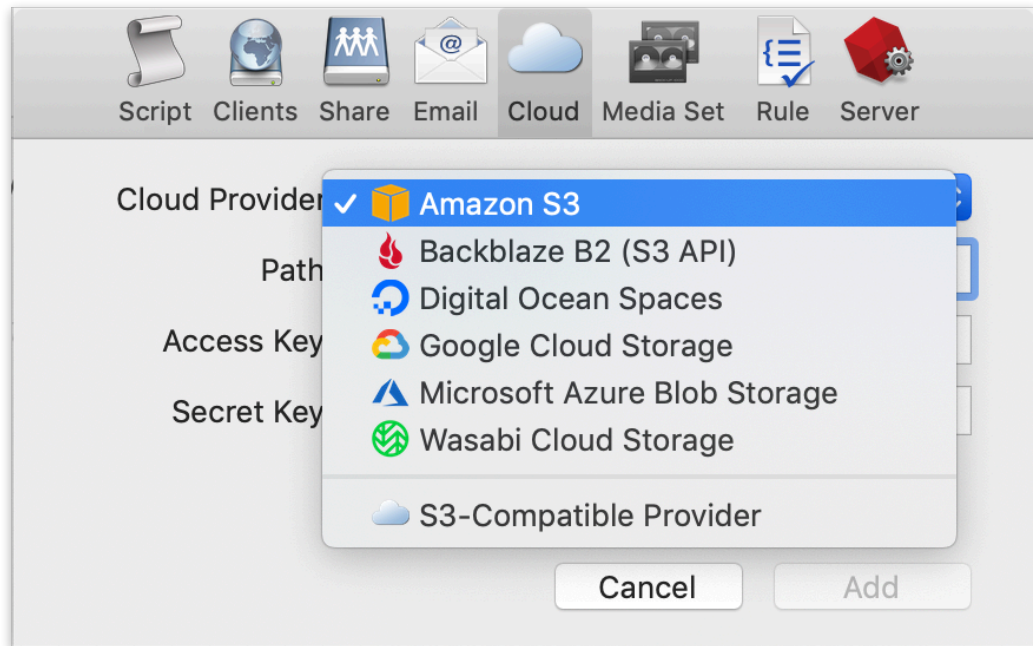 Script Clients Share Email Cloud Media Set Rule Server
Cloud Provider
Amazon S3
Backblaze B2 (S3 API)
Path
Digital Ocean Spaces
Access Key
Google Cloud Storage
Microsoft Azure Blob Storage
Secret Key
Wasabi Cloud Storage
S3-Compatible Provider
Cancel Add